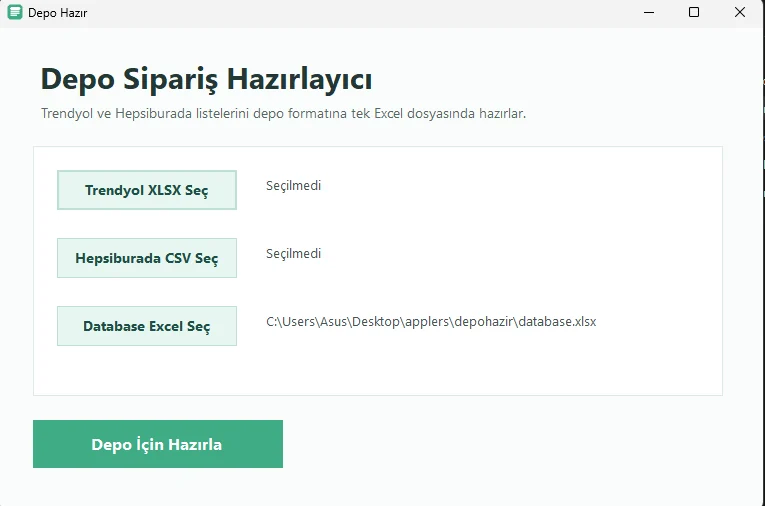 Depo Hazır
Depo Sipariş Hazırlayıcı
Trendyol ve Hepsiburada listelerini depo formatına tek Excel dosyasında hazırlar.
Trendyol XLSX Seç
Seçilmedi
Hepsiburada CSV Seç
Seçilmedi
Database Excel Seç
C:\Users\Asus\Desktop\applers\depohazir\database.xlsx
Depo İçin Hazırla